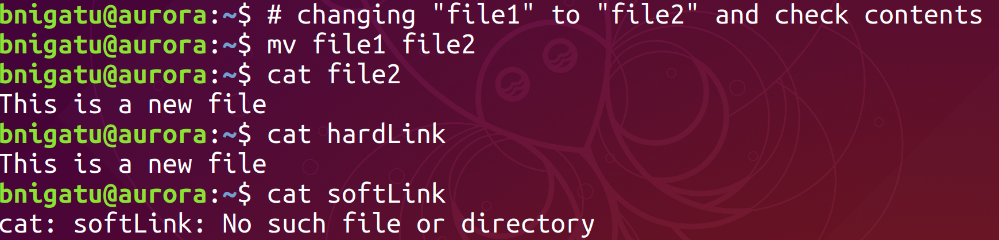 bnigatu@aurora:~$ # changing "file1" to "file2" and check contents
bnigatu@aurora:~$ mv file1 file2
bnigatu@aurora:~$ cat file2
This is a new file
bnigatu@aurora:~$ cat hardLink
This is a new file
bnigatu@aurora:~$ cat softLink
cat: softLink: No such file or directory